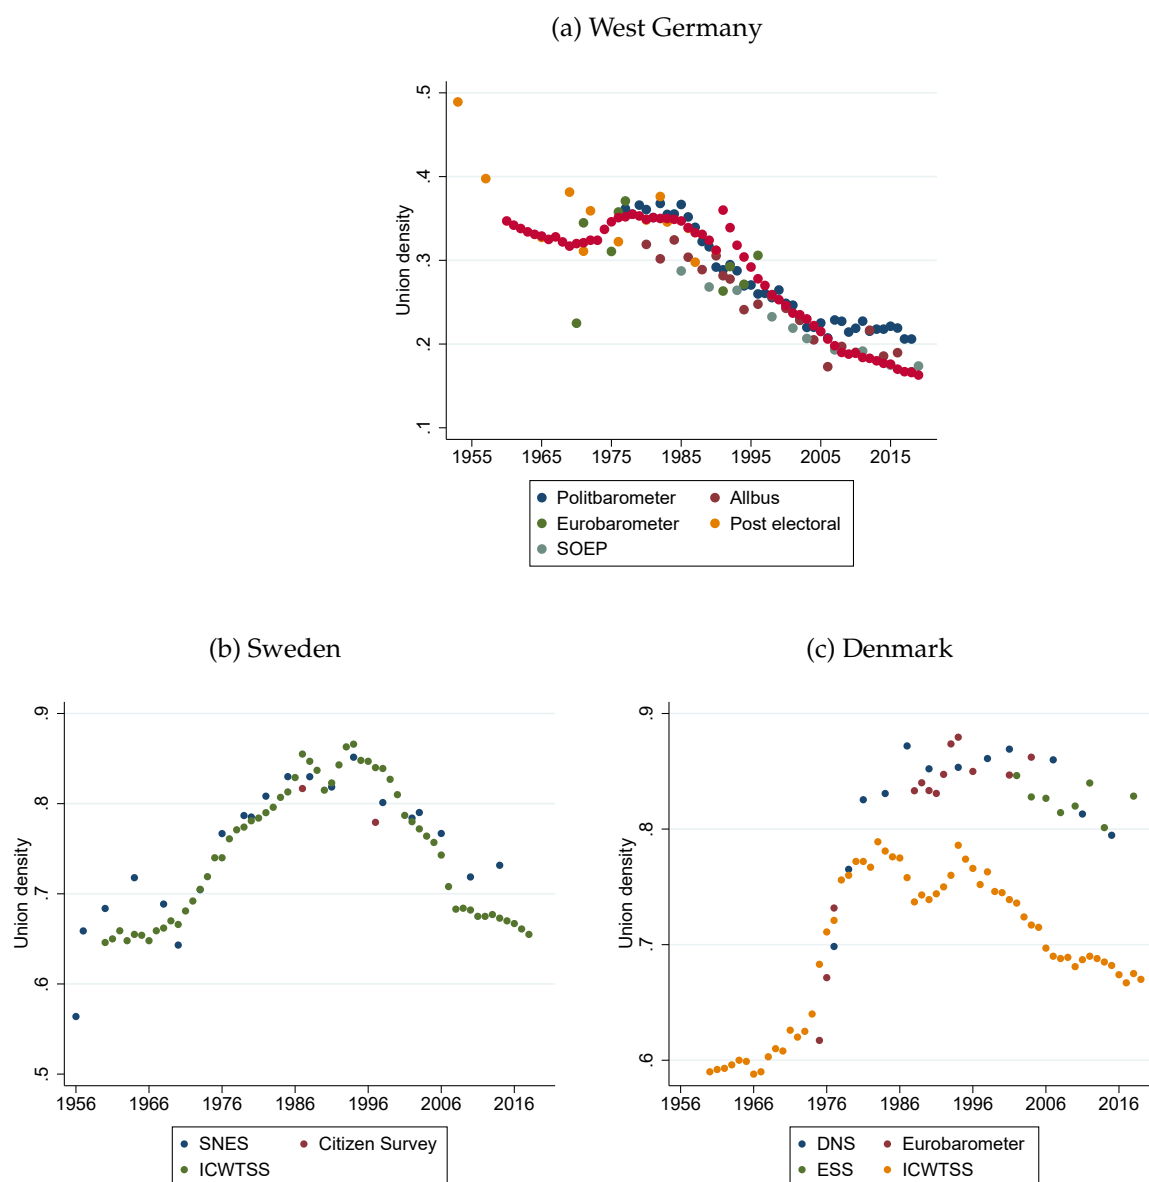 (a) West Germany
.5
.4
.3
.2
.1
Union density
1955 1965 1975 1985 1995 2005 2015
Politbarometer Allbus
Eurobarometer Post electoral
SOEP
(b) Sweden
.9
.8
.7
.6
.5
Union density
1956 1966 1976 1986 1996 2006 2016
SNES Citizen Survey
ICWTSS
(c) Denmark
.9
.8
.7
.6
Union density
1956 1966 1976 1986 1996 2006 2016
DNS Eurobarometer
ESS ICWTSS